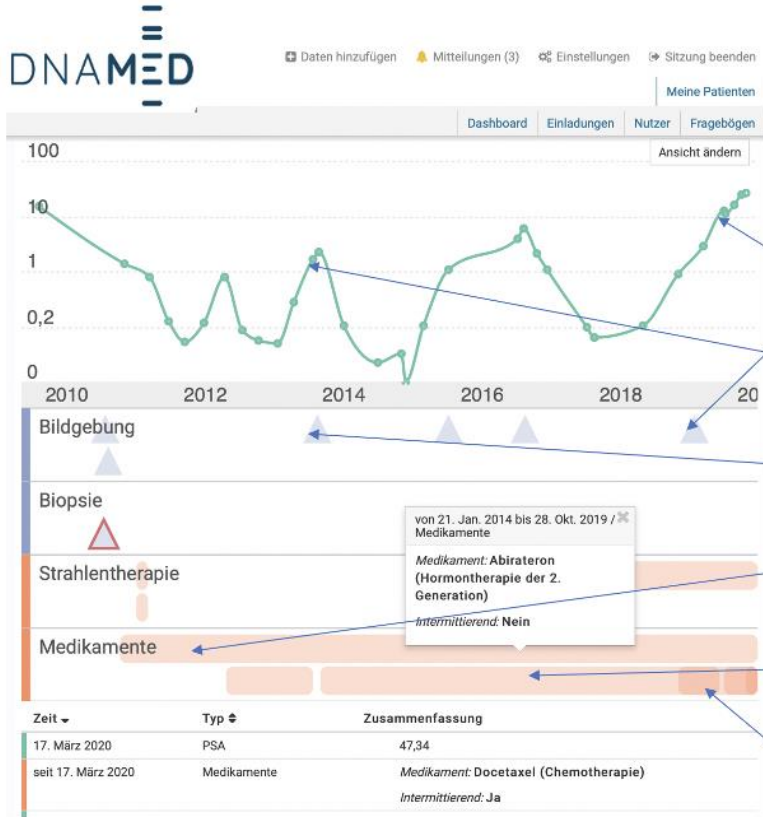 DNAMED
Daten hinzufügen Mitteilungen (3) Einstellungen Sitzung beenden
Meine Patienten
Dashboard Einladungen Nutzer Fragebögen
Ansicht ändern
100
10
1
0,2
0
2010 2012 2014 2016 2018 20
Bildgebung
Biopsie
von 21. Jan. 2014 bis 28. Okt. 2019 /
Medikamente
Medikament: Abirateron
(Hormontherapie der 2.
Generation)
Intermittierend: Nein
Strahlentherapie
Medikamente
Zeit Typ Zusammenfassung
17. März 2020 PSA 47,34
seit 17. März 2020 Medikamente Medikament: Docetaxel (Chemotherapie)
Intermittierend: Ja